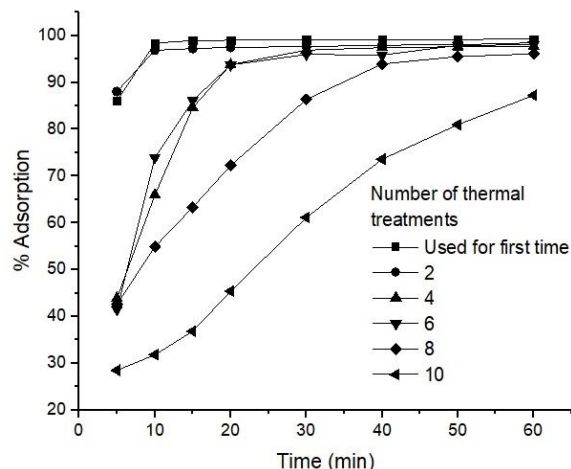 100
90
80
70
60
50
40
30
20
% Adsorption
Number of thermal
treatments
Used for first time
2
4
6
8
10
0 10 20 30 40 50 60
Time (min)